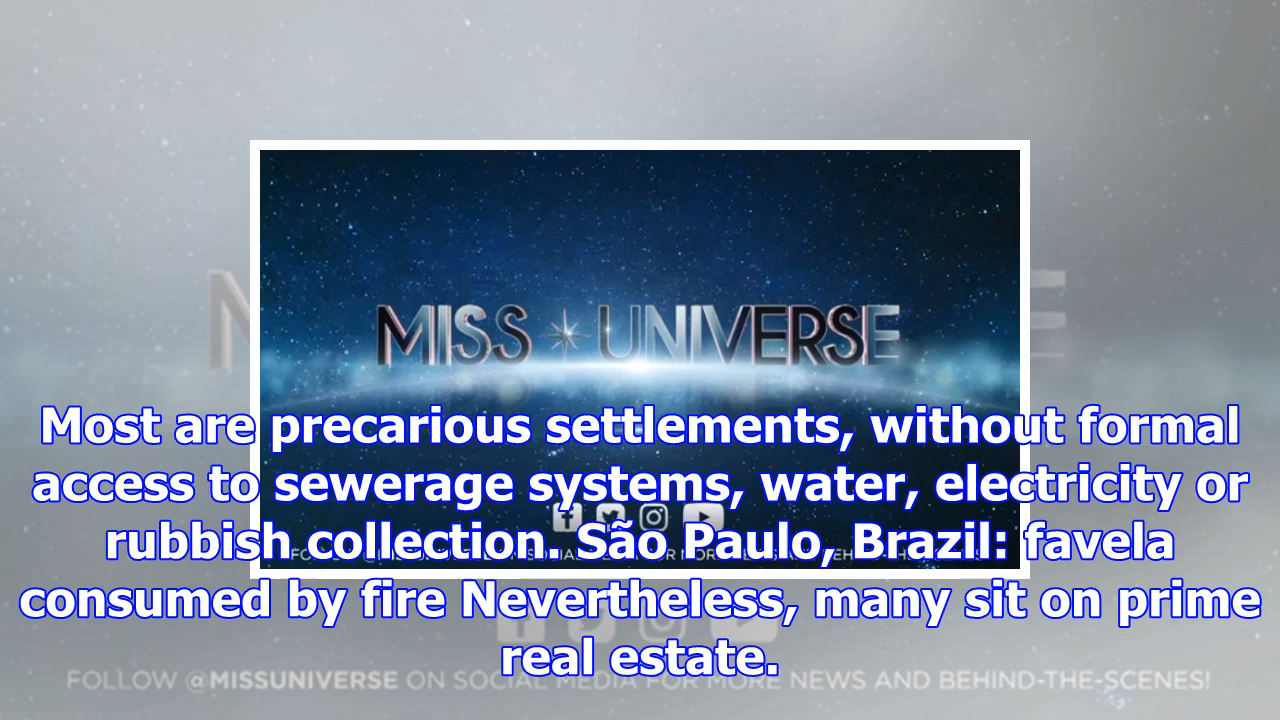 MISS UNIVERSE
Most are precarious settlements, without formal
access to sewerage systems, water, electricity or
rubbish collection. São Paulo, Brazil: favela
consumed by fire Nevertheless, many sit on prime
real estate.
FOLLOW @MISSUNIVERSE ON SOCIAL MEDIA FOR MORE NEWS AND BEHIND-THE-SCENES!